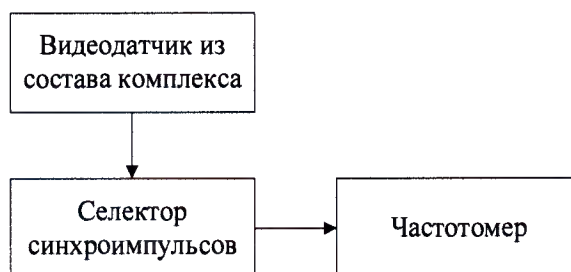 Видеодатчик из
состава комплекса
Селектор
синхроимпульсов
Частотомер